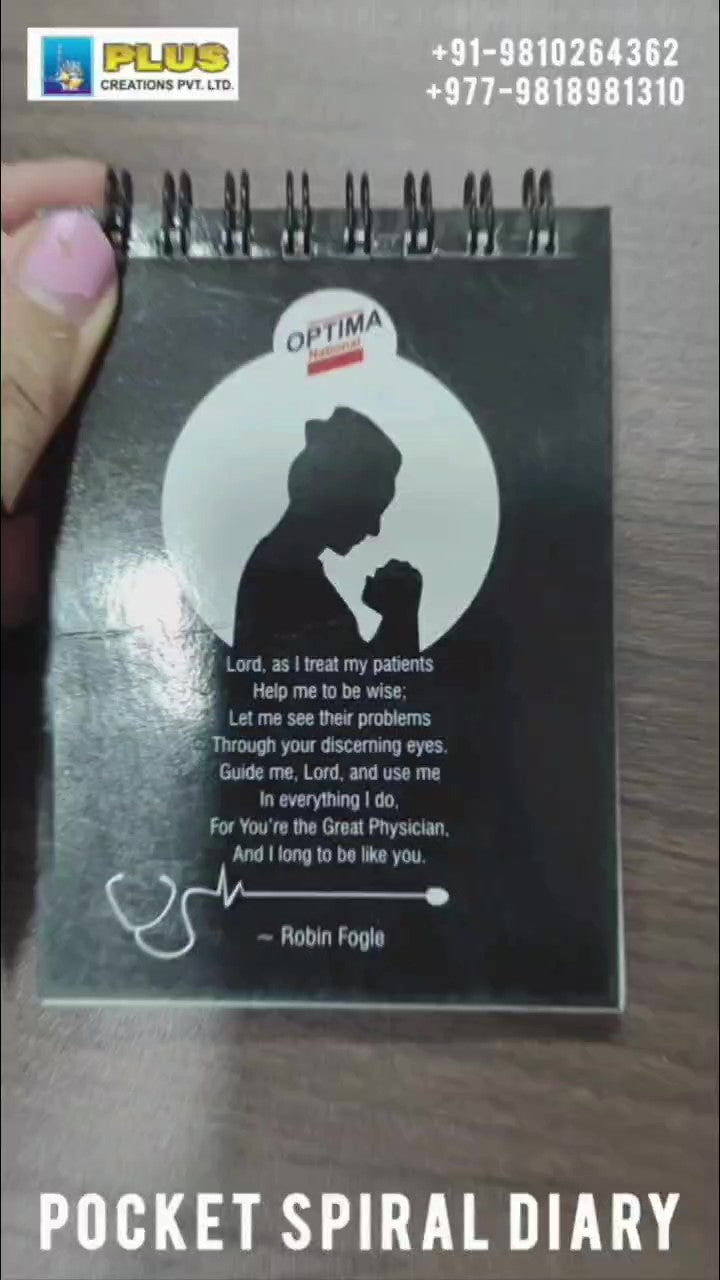 PLUS
CREATIONS PVT. LTD.
+91-9810264362
+977-9818981310
OPTIMA
National
Lord, as I treat my patients
Help me to be wise;
Let me see their problems
Through your discerning eyes.
Guide me, Lord, and use me
In everything I do,
For You're the Great Physician,
And I long to be like you.
~ Robin Fogle
POCKET SPIRAL DIARY